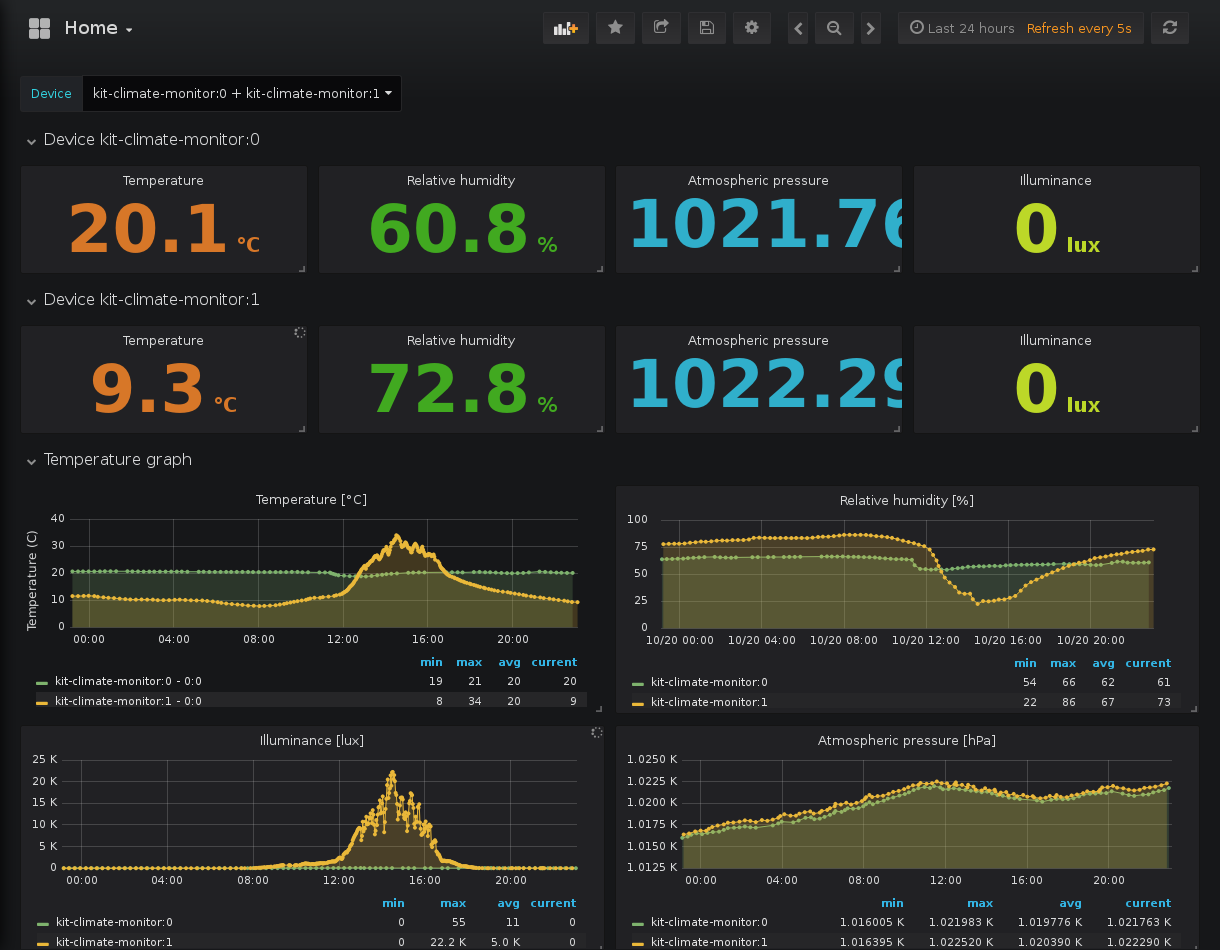 Home
Last 24 hours Refresh every 5s
Device kit-climate-monitor:0 + kit-climate-monitor:1
Device kit-climate-monitor:0
Temperature Relative humidity Atmospheric pressure Illuminance
20.1 °C 60.8 % 1021.76 0 lux
Device kit-climate-monitor:1
Temperature Relative humidity Atmospheric pressure Illuminance
9.3 °C 72.8 % 1022.29 0 lux
Temperature graph
Temperature [°C]
Temperature (C)
40
30
20
10
0
00:00 04:00 08:00 12:00 16:00 20:00
min max avg current
kit-climate-monitor:0 - 0:0 19 21 20 20
kit-climate-monitor:1 - 0:0 8 34 20 9
Relative humidity [%]
100
75
50
25
0
10/20 00:00 10/20 04:00 10/20 08:00 10/20 12:00 10/20 16:00 10/20 20:00
min max avg current
kit-climate-monitor:0 54 66 62 61
kit-climate-monitor:1 22 86 67 73
Illuminance [lux]
25 K
20 K
15 K
10 K
5 K
0
00:00 04:00 08:00 12:00 16:00 20:00
min max avg current
kit-climate-monitor:0 0 55 11 0
kit-climate-monitor:1 0 22.2 K 5.0 K 0
Atmospheric pressure [hPa]
1.0250 K
1.0225 K
1.0200 K
1.0175 K
1.0150 K
1.0125 K
00:00 04:00 08:00 12:00 16:00 20:00
min max avg current
kit-climate-monitor:0 1.016005 K 1.021983 K 1.019776 K 1.021763 K
kit-climate-monitor:1 1.016395 K 1.022520 K 1.020390 K 1.022290 K